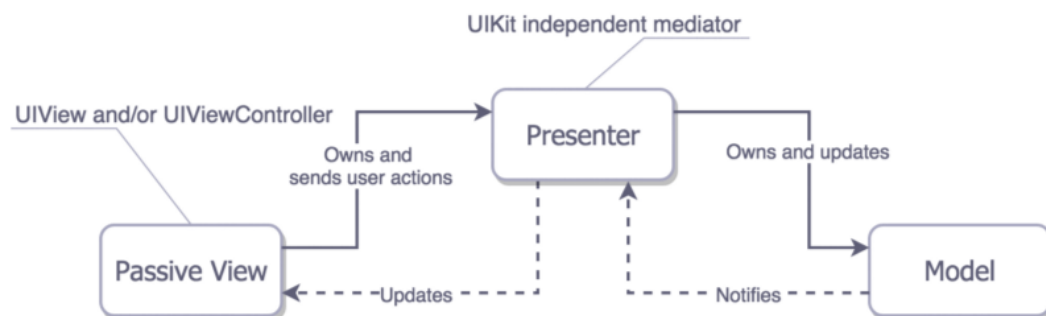 UIKit independent mediator
UIView and/or UIViewController
Presenter
Owns and
sends user actions
Owns and updates
Passive View
Model
Updates
Notifies